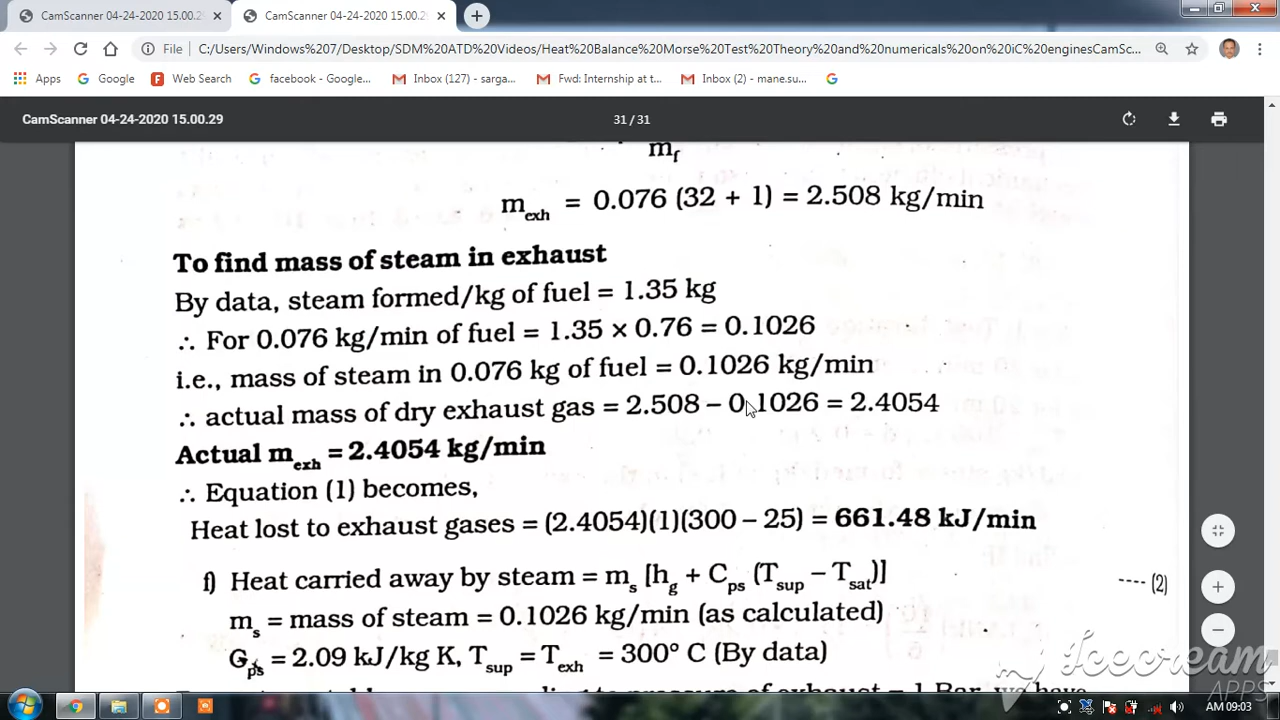 CamScanner 04-24-2020 15.00.29 × CamScanner 04-24-2020 15.00.29 × +
File | C:/Users/Windows%207/Desktop/SDM%20ATD%20Videos/Heat%20Balance%20Morse%20Test%20Theory%20and%20numericals%20on%20iC%20enginesCamSc...
Apps Google Web Search facebook - Google... Inbox (127) - sarga... Fwd: Internship at t... Inbox (2) - mane.su...
CamScanner 04-24-2020 15.00.29 31 / 31
m_f
m_exh = 0.076 (32 + 1) = 2.508 kg/min
To find mass of steam in exhaust
By data, steam formed/kg of fuel = 1.35 kg
∴ For 0.076 kg/min of fuel = 1.35 × 0.76 = 0.1026
i.e., mass of steam in 0.076 kg of fuel = 0.1026 kg/min
∴ actual mass of dry exhaust gas = 2.508 – 0.1026 = 2.4054
Actual m_exh = 2.4054 kg/min
∴ Equation (1) becomes,
Heat lost to exhaust gases = (2.4054)(1)(300 – 25) = 661.48 kJ/min
f) Heat carried away by steam = m_s [h_g + C_ps (T_sup – T_sat)] ---- (2)
m_s = mass of steam = 0.1026 kg/min (as calculated)
G_ps = 2.09 kJ/kg K, T_sup = T_exh = 300° C (By data)
Icecream
APPS
AM 09:03